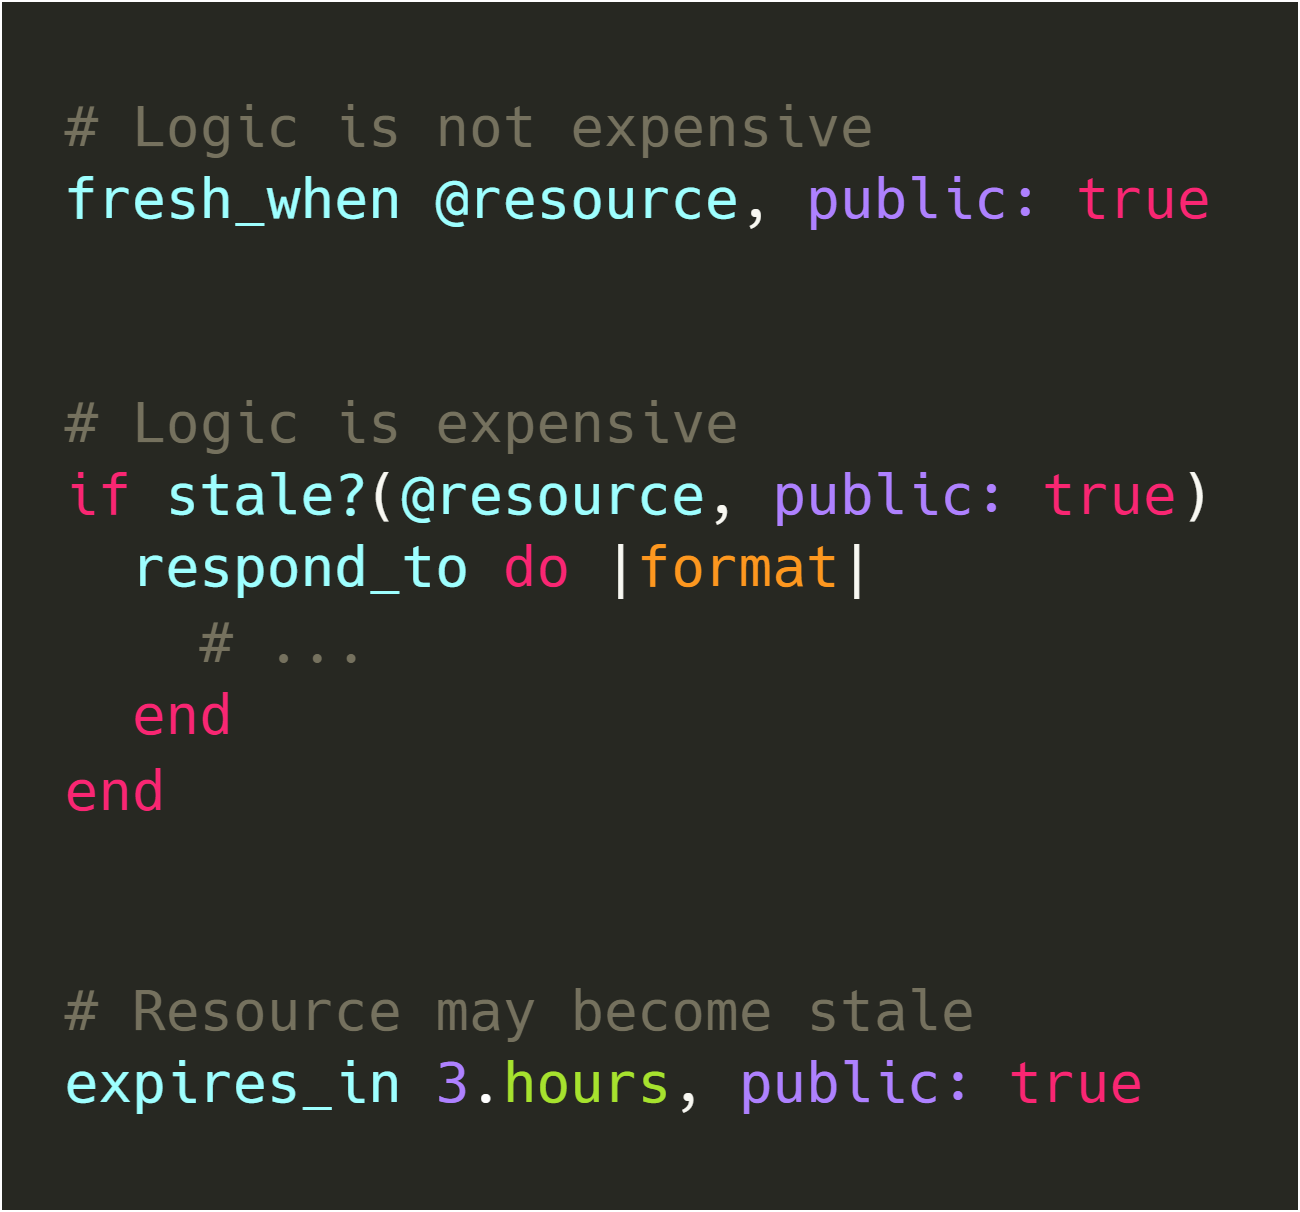 # Logic is not expensive
fresh_when @resource, public: true
# Logic is expensive
if stale?(@resource, public: true)
  respond_to do |format|
    # ...
  end
end
# Resource may become stale
expires_in 3.hours, public: true